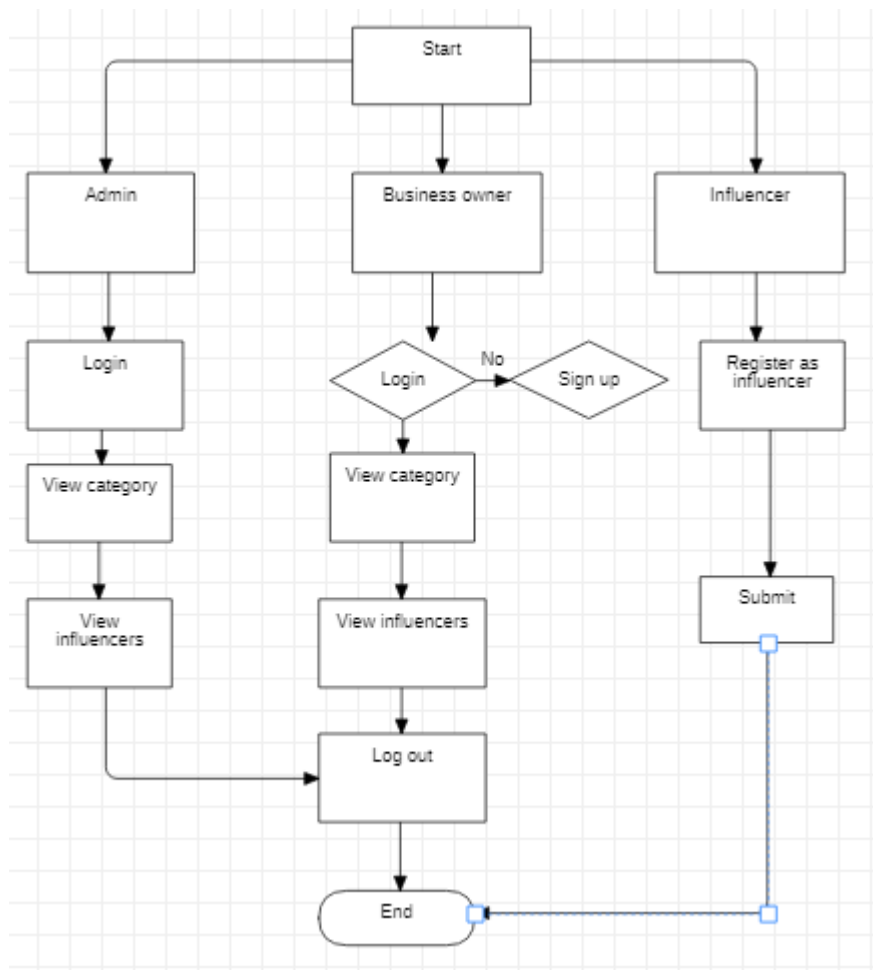 Start
Admin
Business owner
Influencer
Login
Login
No
Sign up
Register as
influencer
View category
View category
View
influencers
View influencers
Submit
Log out
End